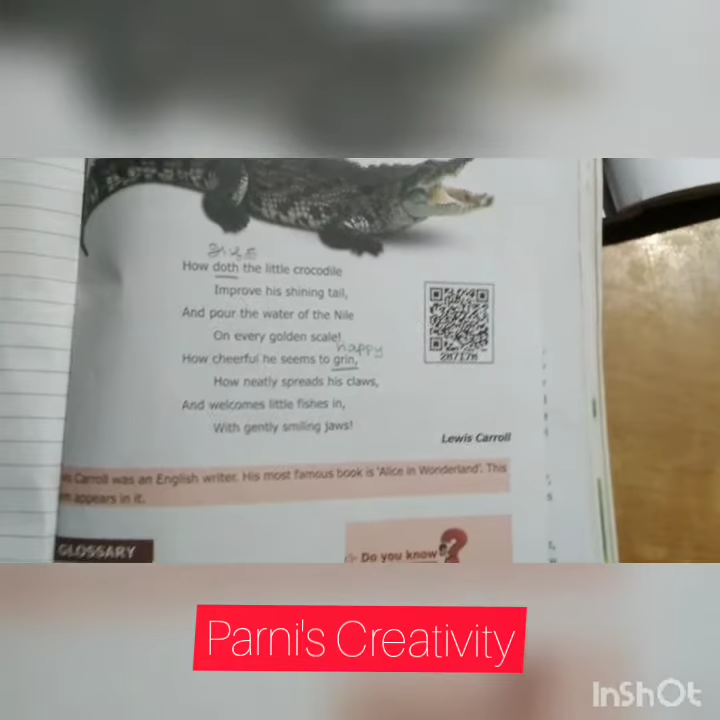 How doth the little crocodile
Improve his shining tail,
And pour the water of the Nile
On every golden scale!
happy
How cheerful he seems to grin,
How neatly spreads his claws,
And welcomes little fishes in,
With gently smiling jaws!
2M7I7M
Lewis Carroll
Carroll was an English writer. His most famous book is 'Alice in Wonderland'. This
appears in it.
GLOSSARY
Do you know
Parni's Creativity
InShOt